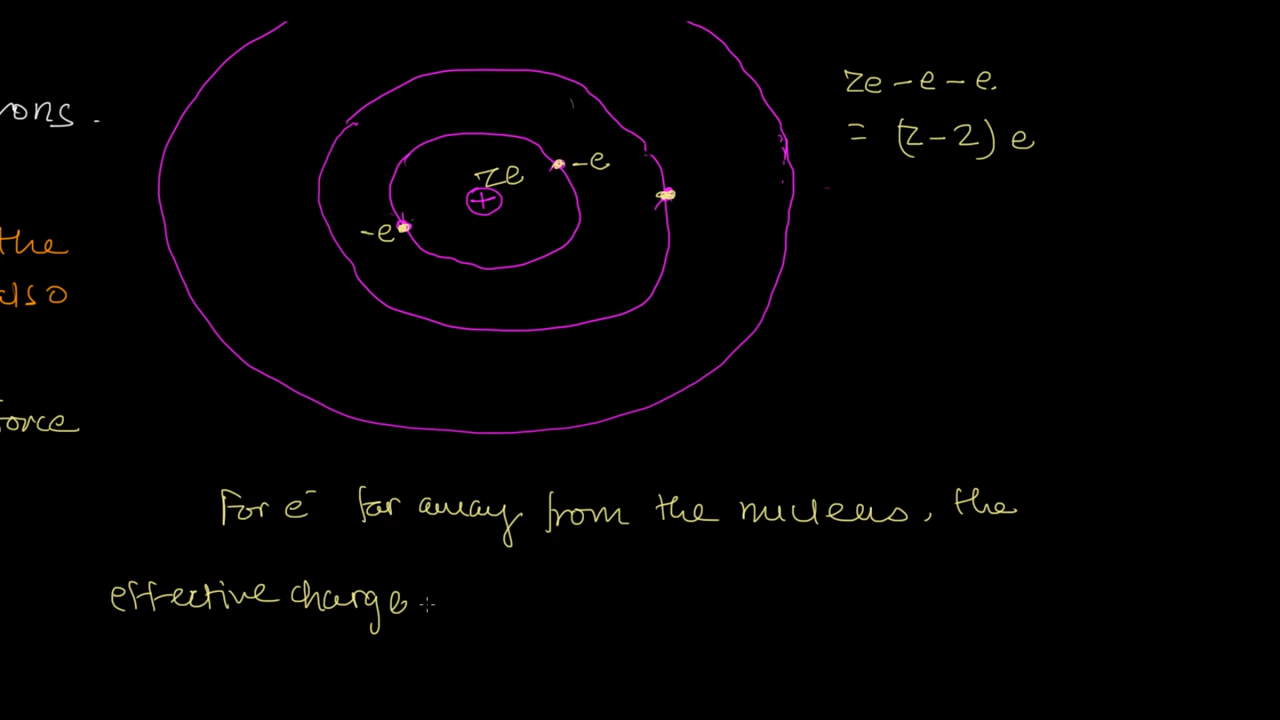 ze - e - e.
= (z - 2) e
ons.
ze
-e
+
-e
the
also
force
For e⁻ far away from the nucleus, the
effective charge